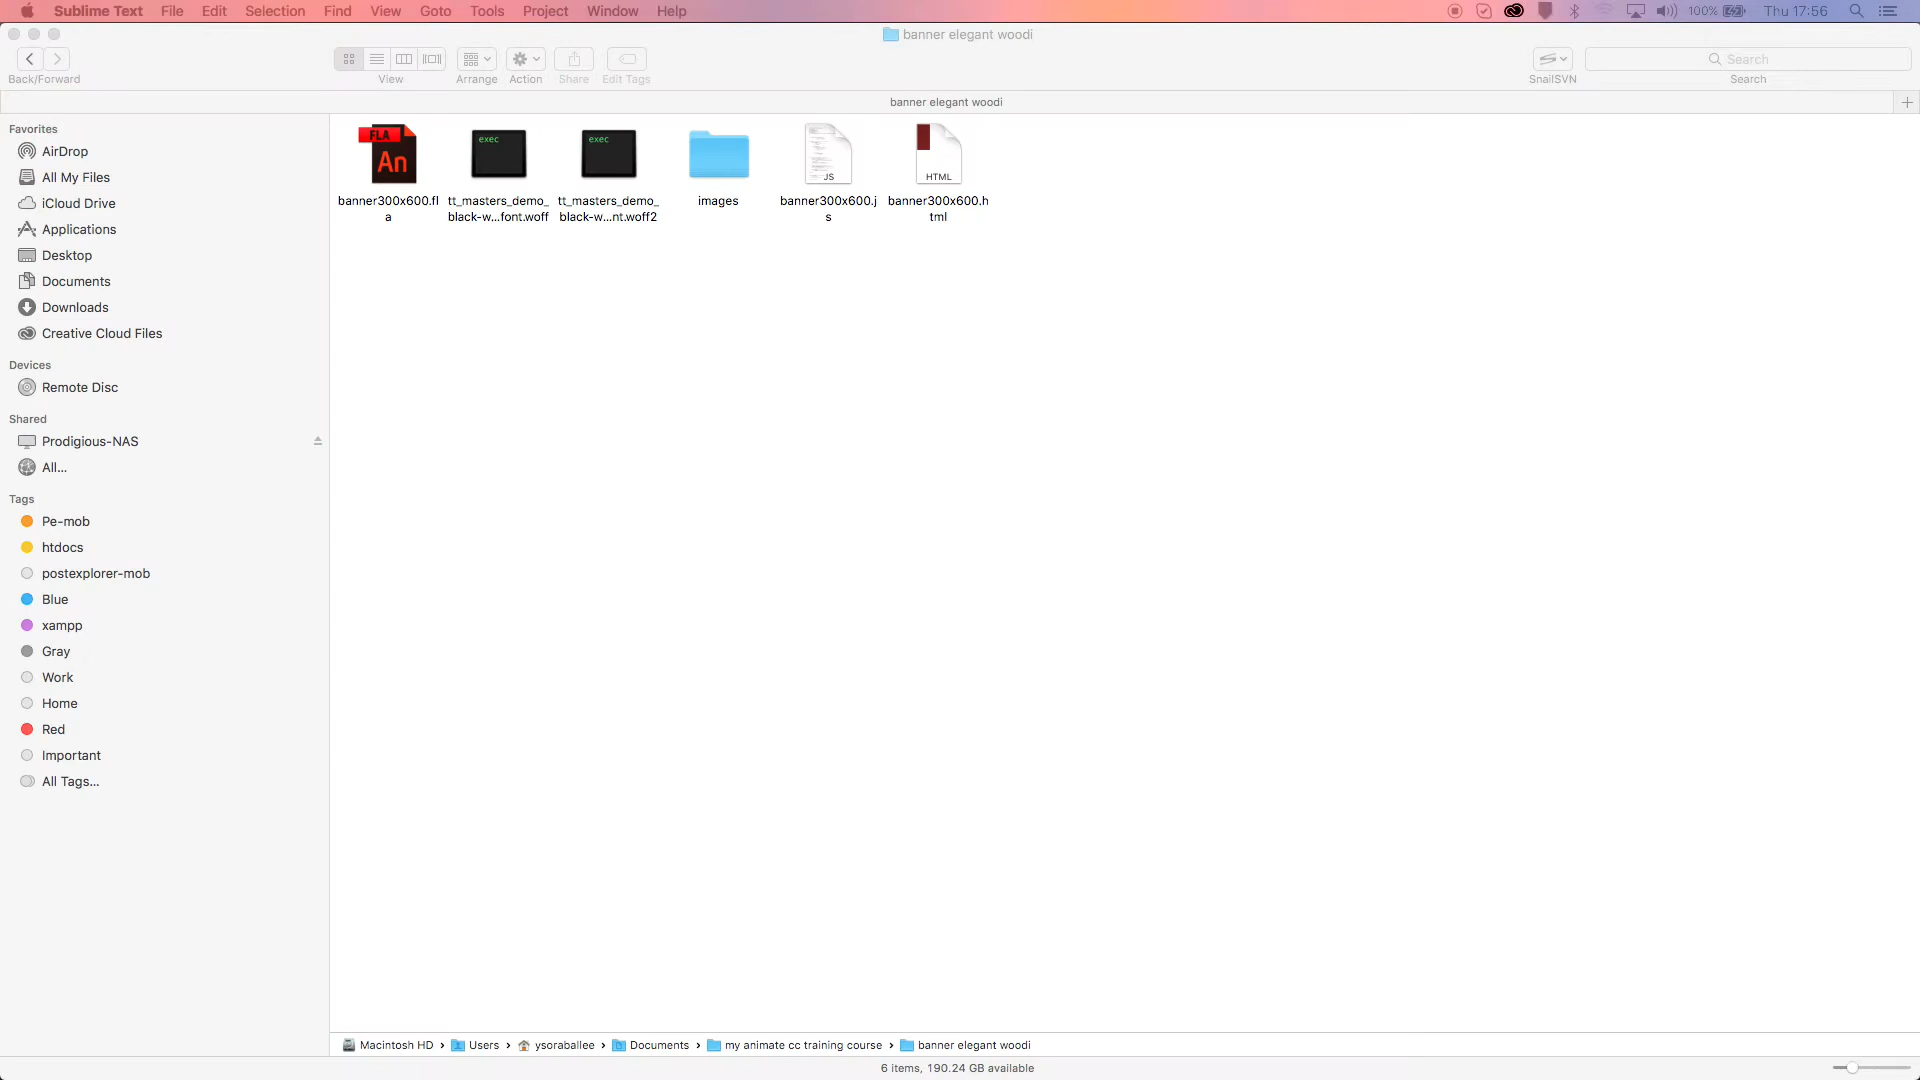 Sublime Text File Edit Selection Find View Goto Tools Project Window Help 100% Thu 17:56
banner elegant woodi
Back/Forward View Arrange Action Share Edit Tags SnailSVN Search
Search
banner elegant woodi
Favorites
AirDrop
All My Files
iCloud Drive
Applications
Desktop
Documents
Downloads
Creative Cloud Files
Devices
Remote Disc
Shared
Prodigious-NAS
All...
Tags
Pe-mob
htdocs
postexplorer-mob
Blue
xampp
Gray
Work
Home
Red
Important
All Tags...
FLA
An
banner300x600.fl
a
exec
tt_masters_demo_
black-w...font.woff
exec
tt_masters_demo_
black-w...nt.woff2
images
JS
banner300x600.j
s
HTML
banner300x600.h
tml
Macintosh HD › Users › ysoraballee › Documents › my animate cc training course › banner elegant woodi
6 items, 190.24 GB available